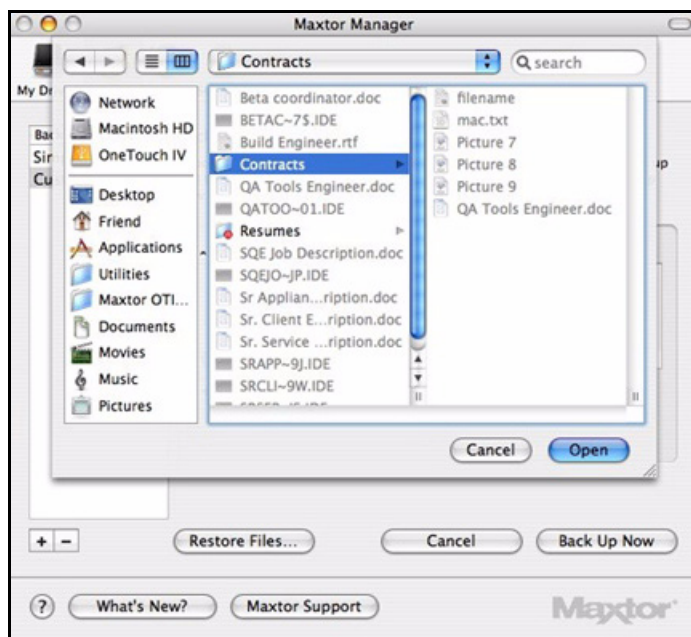 Maxtor Manager
Contracts
search
My Dr
Network
Macintosh HD
OneTouch IV
Desktop
Friend
Applications
Utilities
Maxtor OTI...
Documents
Movies
Music
Pictures
Beta coordinator.doc
BETAC~7$.IDE
Build Engineer.rtf
Contracts
QA Tools Engineer.doc
QATOO~01.IDE
Resumes
SQE Job Description.doc
SQEJO~JP.IDE
Sr Applian...ription.doc
Sr. Client E...ription.doc
Sr. Service ...ription.doc
SRAPP~9J.IDE
SRCLI~9W.IDE
filename
mac.txt
Picture 7
Picture 8
Picture 9
QA Tools Engineer.doc
Bac
Sir
Cu
up
Cancel
Open
+ -
Restore Files...
Cancel
Back Up Now
?
What's New?
Maxtor Support
Maxtor